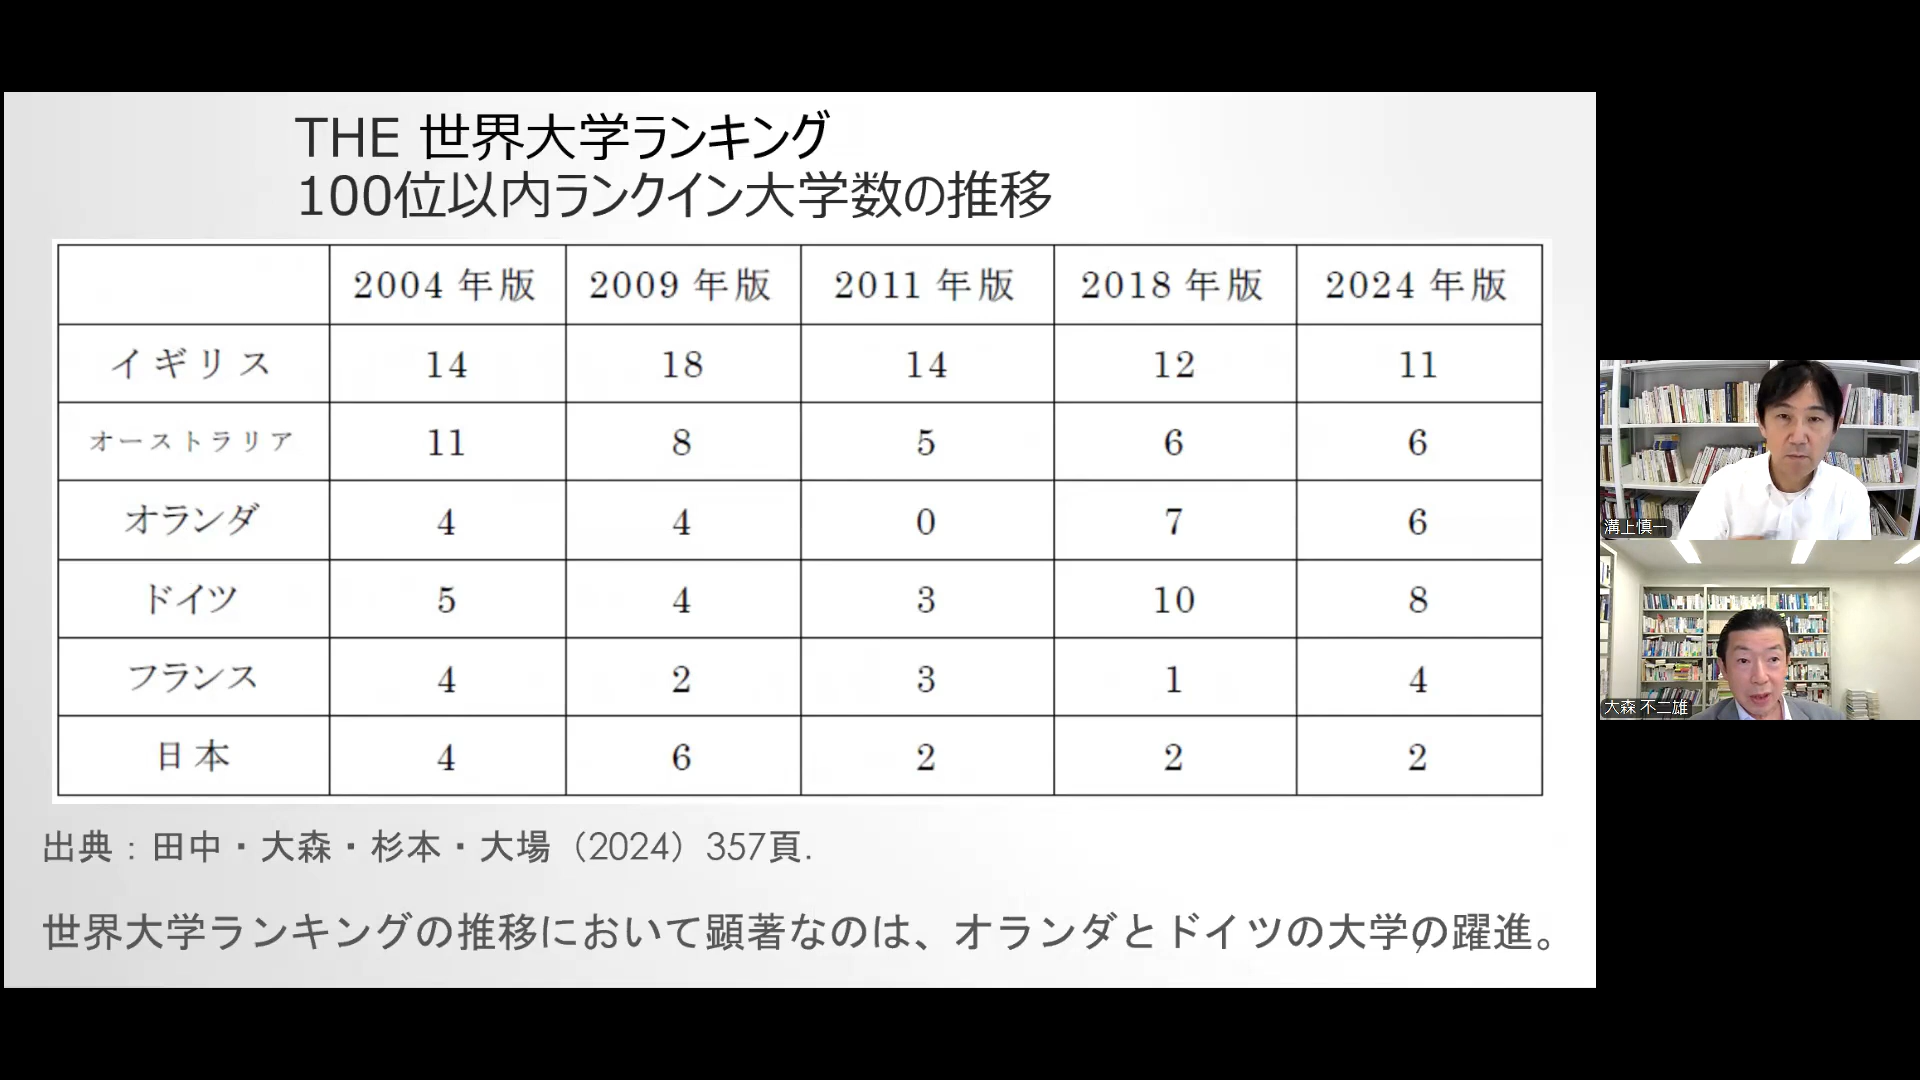 THE 世界大学ランキング
100位以内ランクイン大学数の推移
2004 年版 2009 年版 2011 年版 2018 年版 2024 年版
イギリス 14 18 14 12 11
オーストラリア 11 8 5 6 6
オランダ 4 4 0 7 6
ドイツ 5 4 3 10 8
フランス 4 2 3 1 4
日本 4 6 2 2 2
出典：田中・大森・杉本・大場（2024）357頁.
世界大学ランキングの推移において顕著なのは、オランダとドイツの大学の躍進。
溝上慎一
大森 不二雄